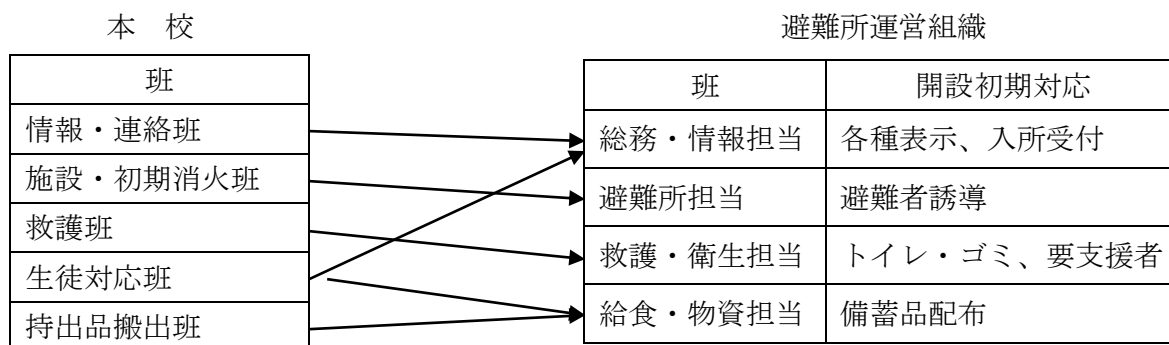 本　校
班
情報・連絡班
施設・初期消火班
救護班
生徒対応班
持出品搬出班
避難所運営組織
班　開設初期対応
総務・情報担当　各種表示、入所受付
避難所担当　避難者誘導
救護・衛生担当　トイレ・ゴミ、要支援者
給食・物資担当　備蓄品配布